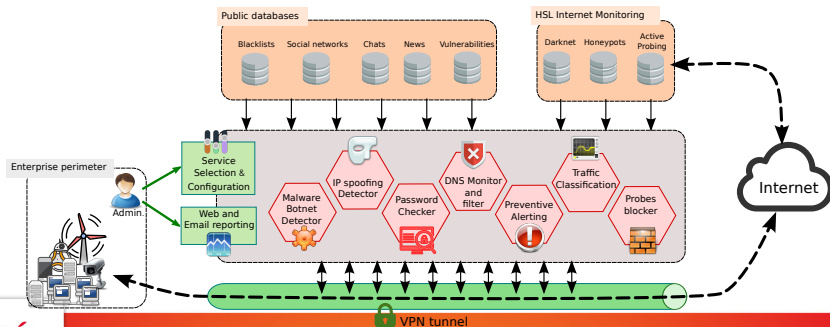 Public databases
HSL Internet Monitoring
Blacklists
Social networks
Chats
News
Vulnerabilities
Darknet
Honeypots
Active
Probing
Enterprise perimeter
Admin.
Service
Selection &
Configuration
Web and
Email reporting
Malware
Botnet
Detector
IP spoofing
Detector
Password
Checker
DNS Monitor
and
filter
Preventive
Alerting
Traffic
Classification
Probes
blocker
Internet
VPN tunnel